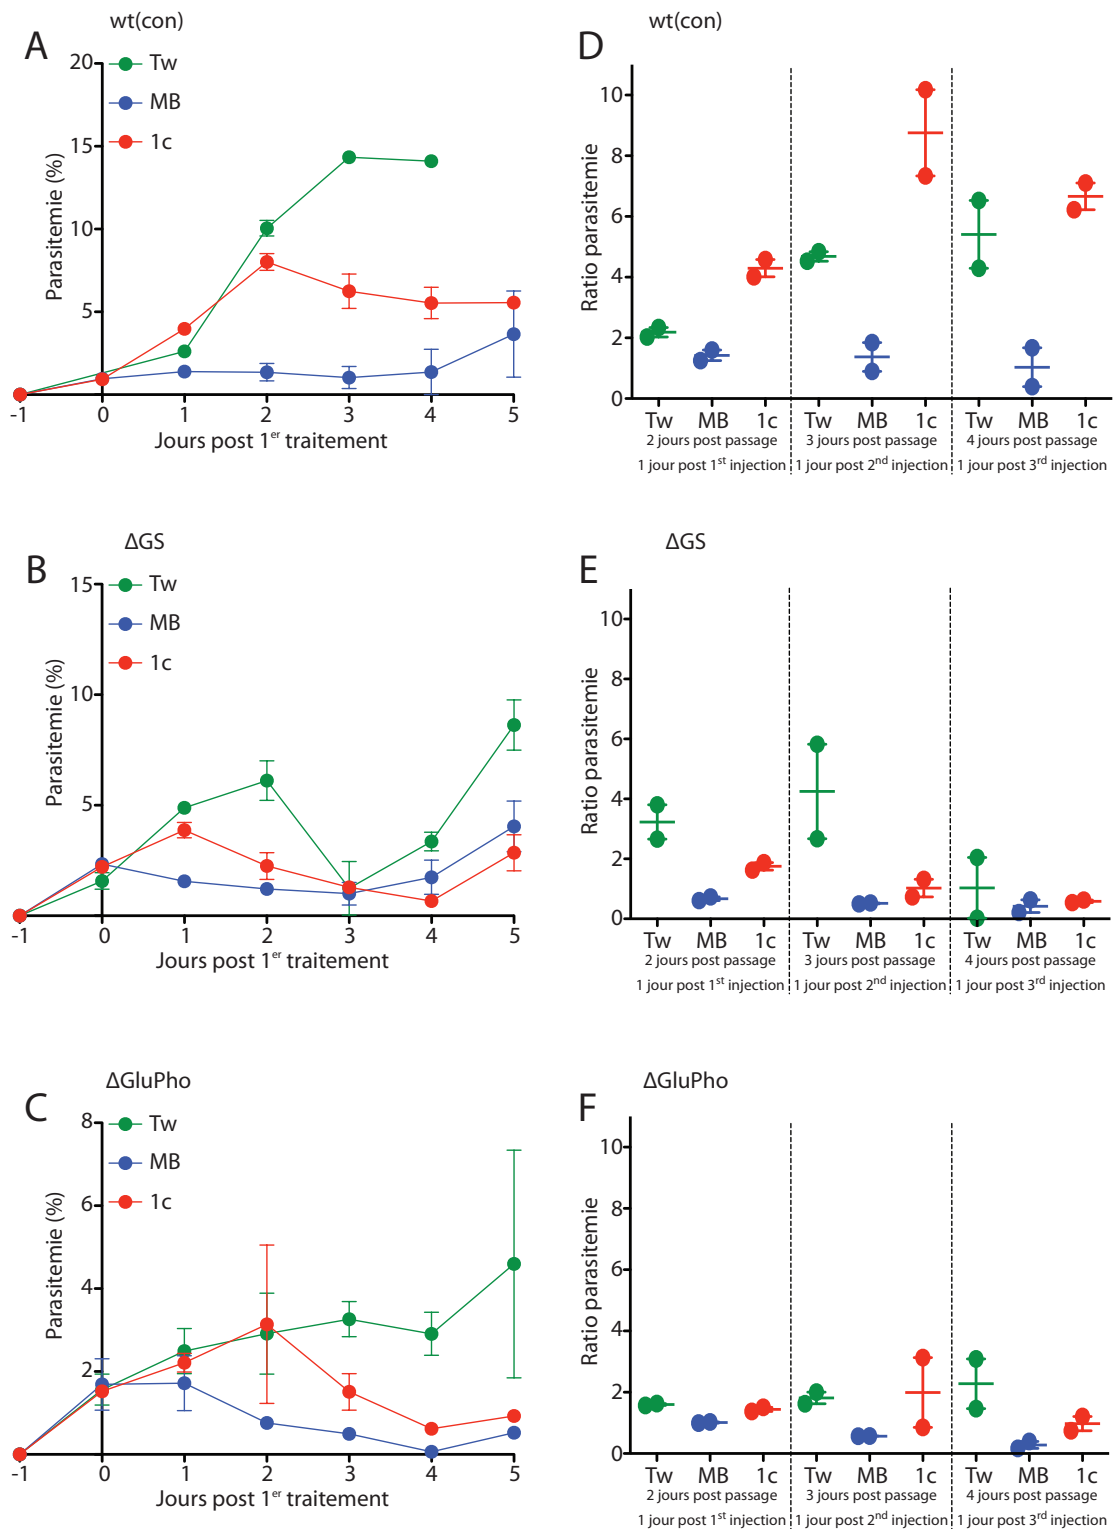 wt(con)
A
Tw
MB
1c
Parasitemie (%)
20
15
10
5
-1 0 1 2 3 4 5
Jours post 1er traitement
wt(con)
D
Ratio parasitemie
10
8
6
4
2
0
Tw MB 1c Tw MB 1c Tw MB 1c
2 jours post passage 3 jours post passage 4 jours post passage
1 jour post 1st injection 1 jour post 2nd injection 1 jour post 3rd injection
ΔGS
B
Tw
MB
1c
Parasitemie (%)
15
10
5
-1 0 1 2 3 4 5
Jours post 1er traitement
ΔGS
E
Ratio parasitemie
10
8
6
4
2
0
Tw MB 1c Tw MB 1c Tw MB 1c
2 jours post passage 3 jours post passage 4 jours post passage
1 jour post 1st injection 1 jour post 2nd injection 1 jour post 3rd injection
ΔGluPho
C
Tw
MB
1c
Parasitemie (%)
8
6
4
2
-1 0 1 2 3 4 5
Jours post 1er traitement
ΔGluPho
F
Ratio parasitemie
10
8
6
4
2
0
Tw MB 1c Tw MB 1c Tw MB 1c
2 jours post passage 3 jours post passage 4 jours post passage
1 jour post 1st injection 1 jour post 2nd injection 1 jour post 3rd injection